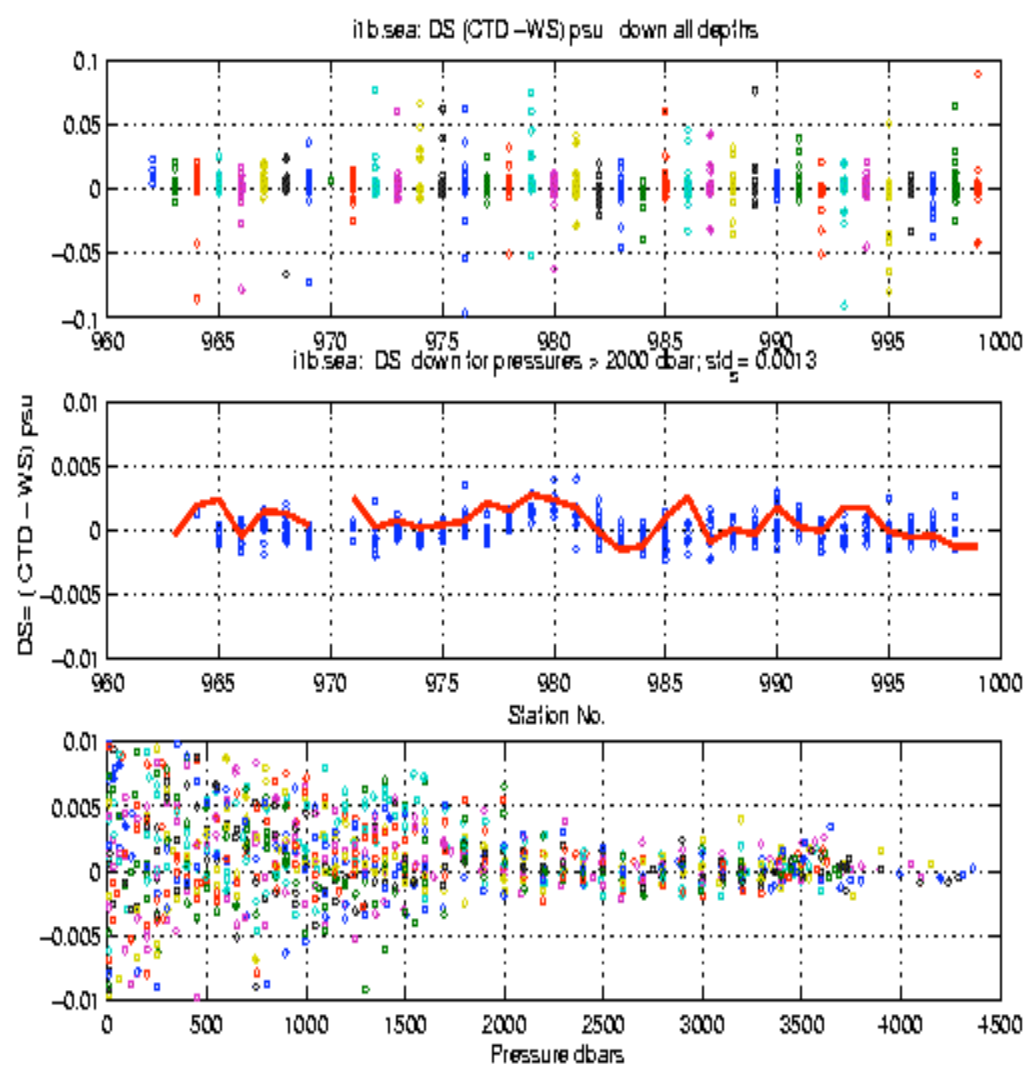 i1b.sea: DS (CTD –WS) psu down all depths
0.1
0.05
0
–0.05
–0.1
960 965 970 975 980 985 990 995 1000
i1b.sea: DS down for pressures > 2000 dbar; std_s= 0.0013
0.01
0.005
0
–0.005
–0.01
DS= ( CTD – WS) psu
960 965 970 975 980 985 990 995 1000
Station No.
0.01
0.005
0
–0.005
–0.01
0 500 1000 1500 2000 2500 3000 3500 4000 4500
Pressure dbars